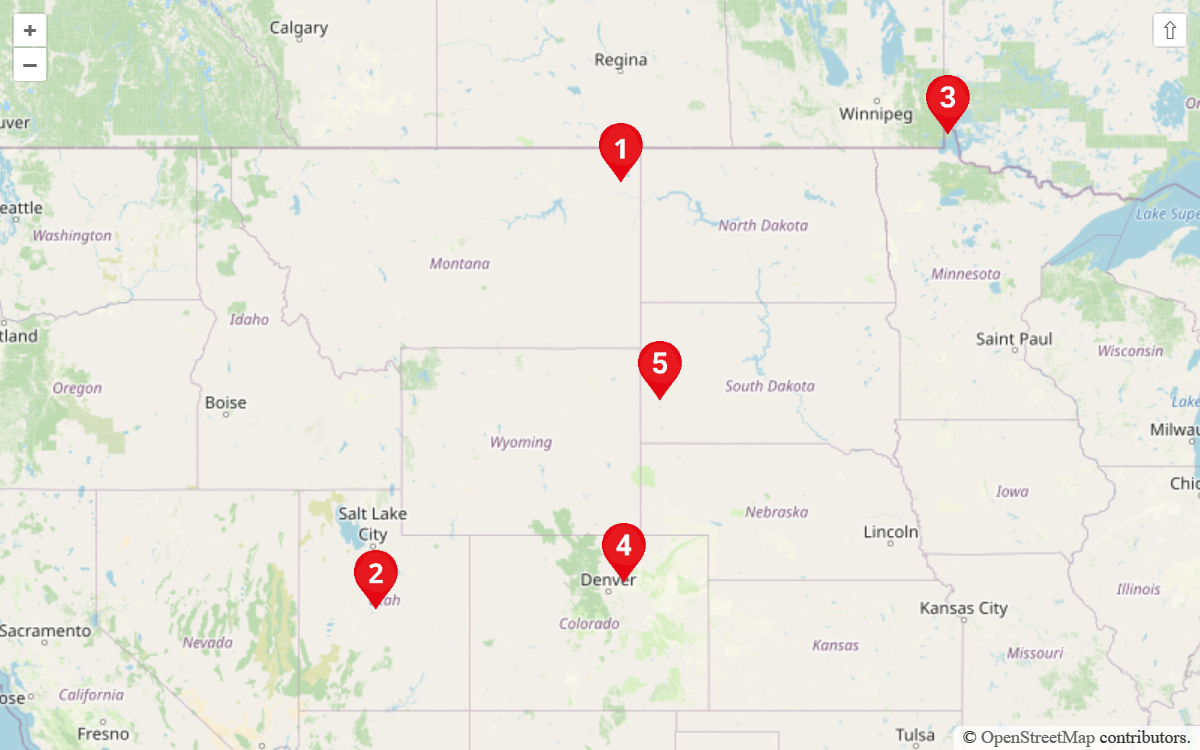 +
−
⇧
Calgary
Regina
Winnipeg
3
uver
1
eattle
Washington
North Dakota
Lake Supe
Montana
Minnesota
Idaho
tland
Saint Paul
Wisconsin
5
Oregon
South Dakota
Boise
Lake
Milwau
Wyoming
Chic
Iowa
Salt Lake
City
Nebraska
Lincoln
4
2
Denver
Utah
Illinois
Kansas City
Colorado
Sacramento
Nevada
Kansas
Missouri
ose
California
Fresno
Tulsa
© OpenStreetMap contributors.